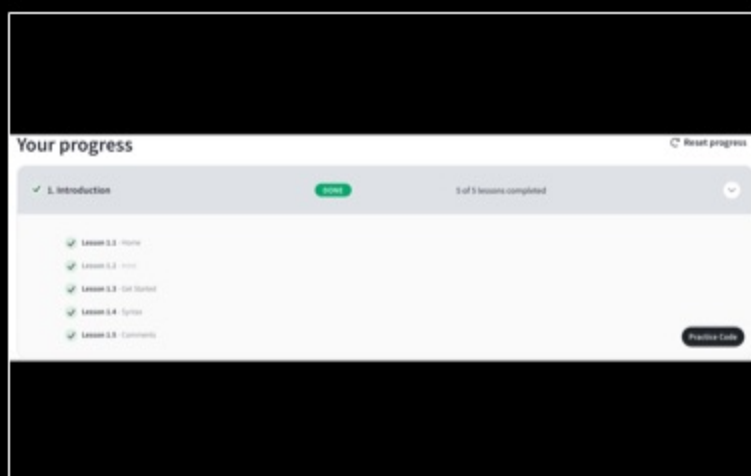 Your progress
Reset progress
1. Introduction
DONE
5 of 5 lessons completed
Lesson 1.1 - Home
Lesson 1.2 -
Lesson 1.3 - Get Started
Lesson 1.4 - Syntax
Lesson 1.5 - Comments
Practice Code